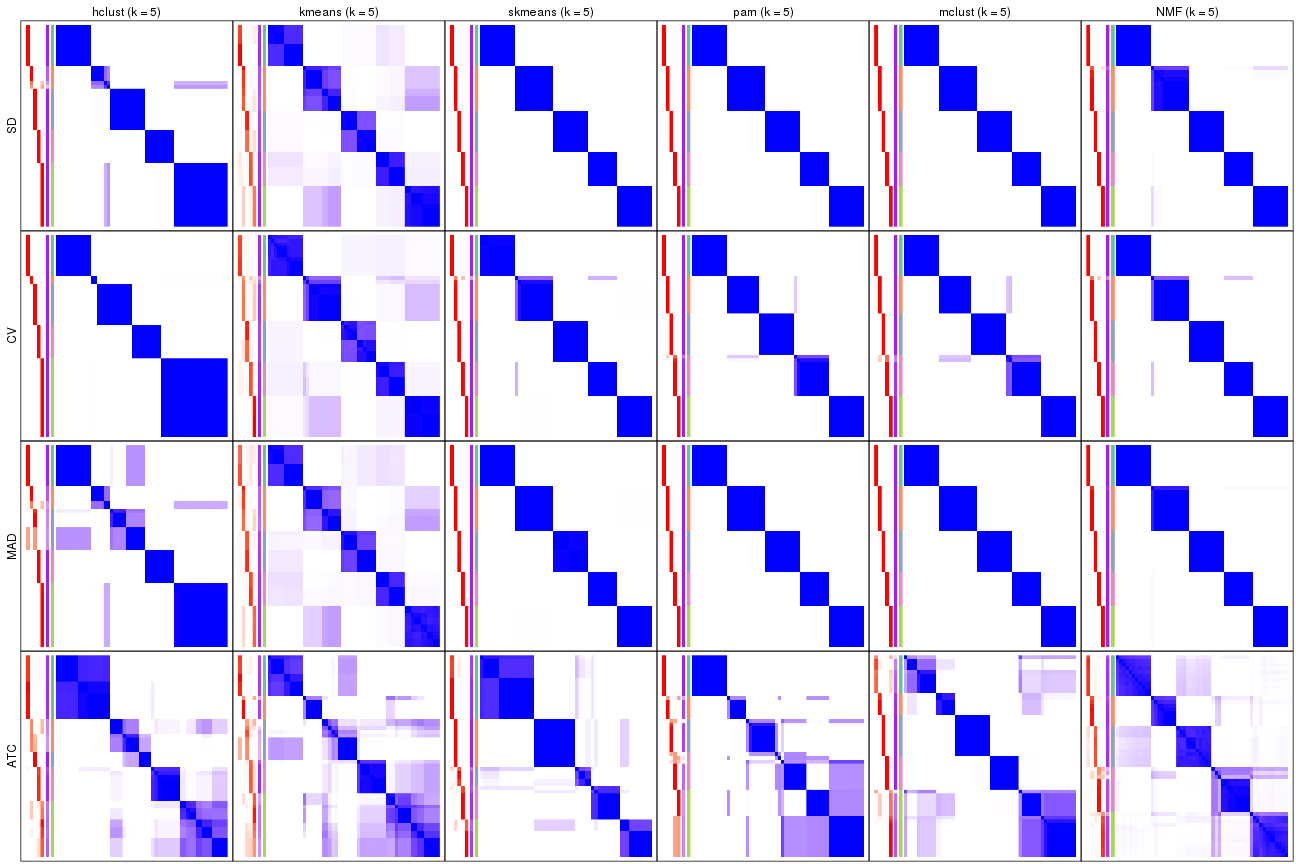 hclust (k = 5) kmeans (k = 5) skmeans (k = 5) pam (k = 5) mclust (k = 5) NMF (k = 5)
SD
CV
MAD
ATC